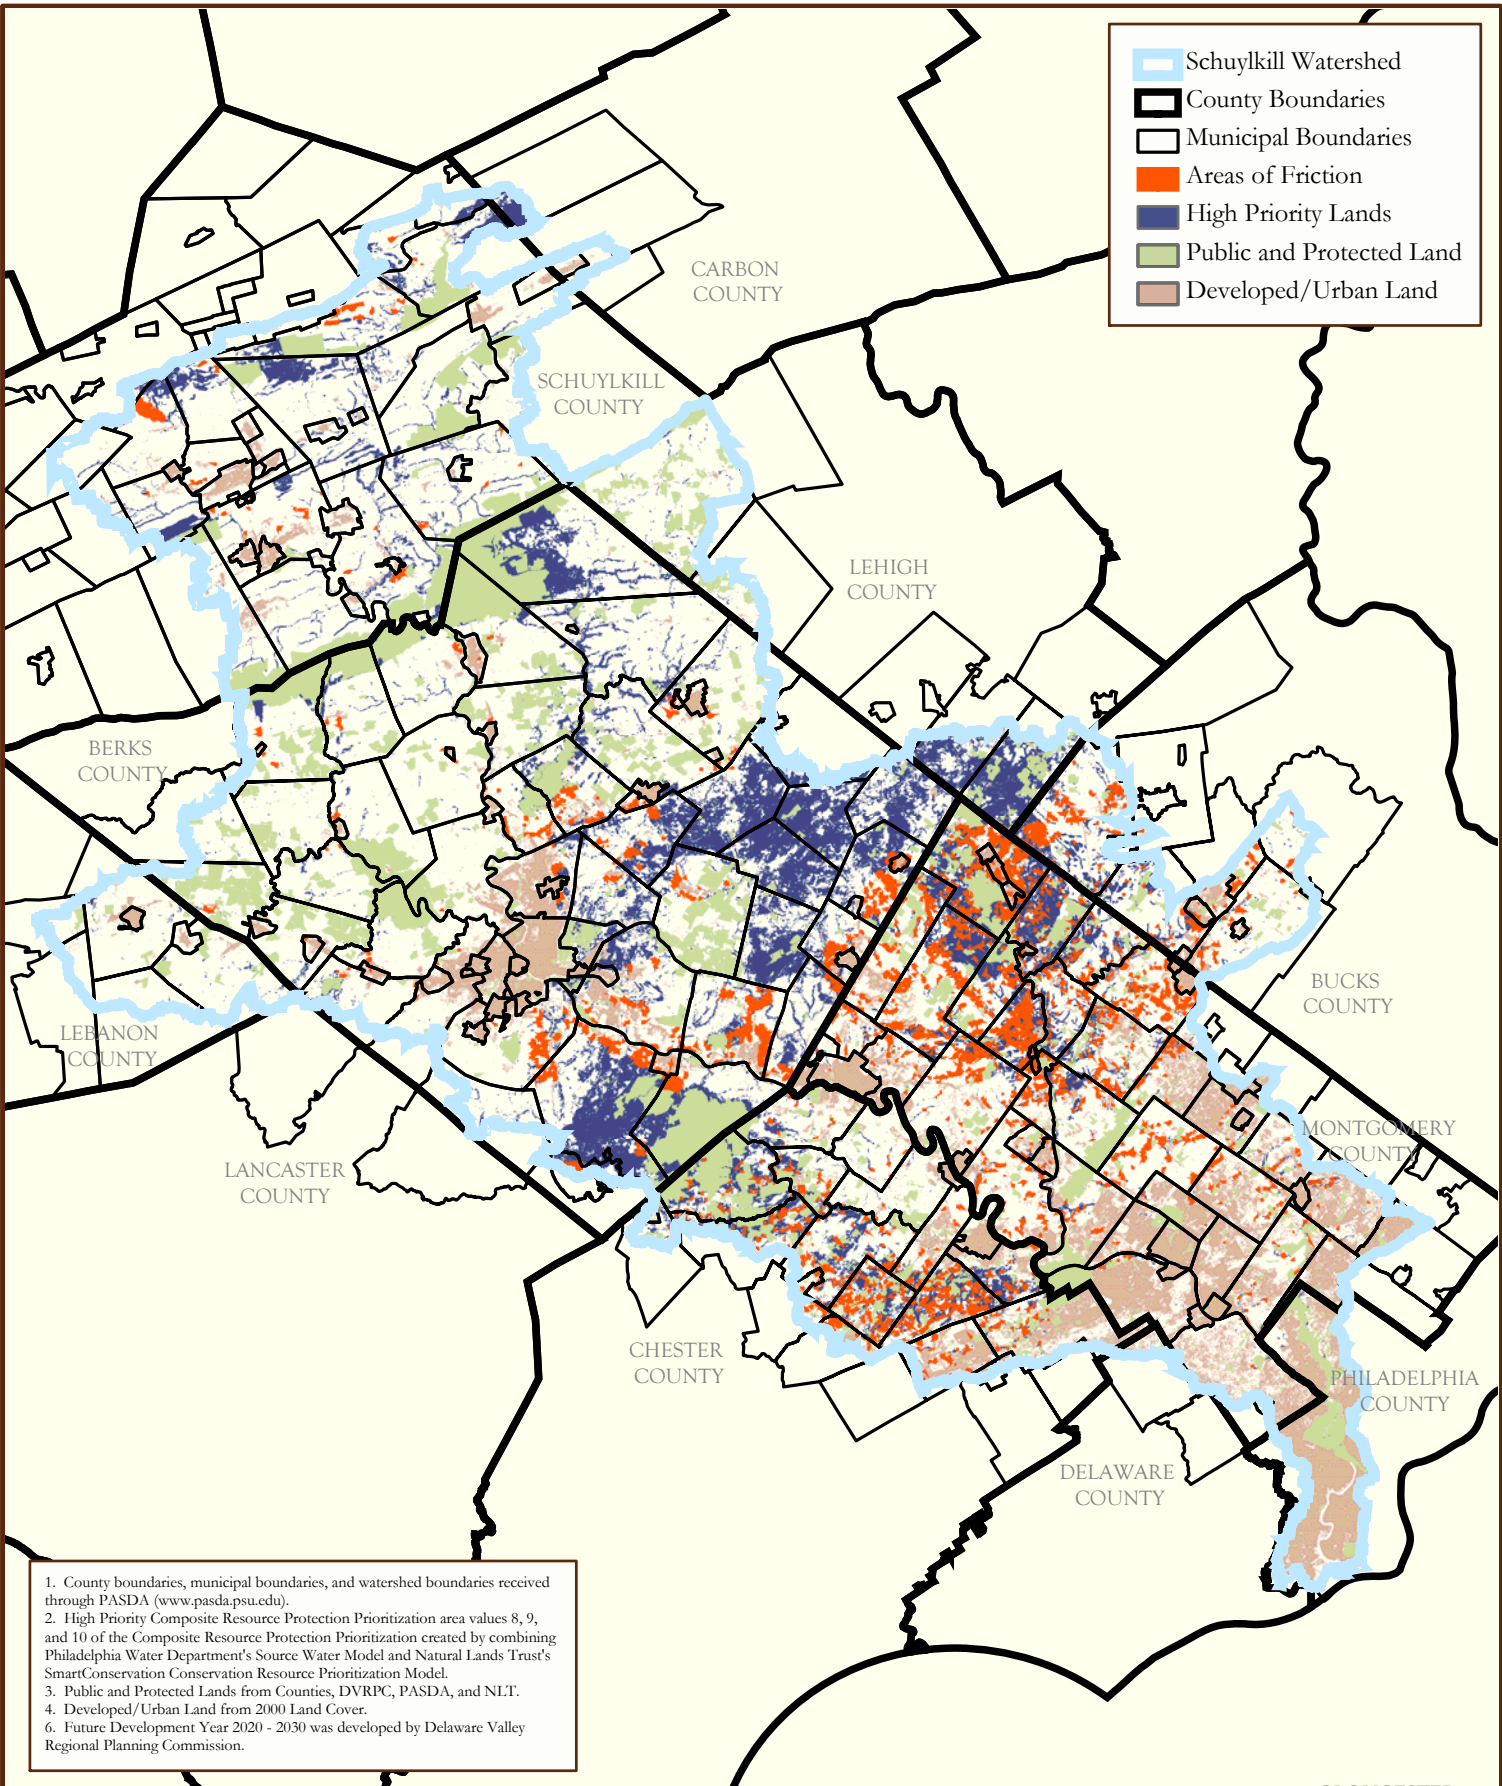 Schuylkill Watershed
County Boundaries
Municipal Boundaries
Areas of Friction
High Priority Lands
Public and Protected Land
Developed/Urban Land
CARBON
COUNTY
SCHUYLKILL
COUNTY
LEHIGH
COUNTY
BERKS
COUNTY
BUCKS
COUNTY
LEBANON
COUNTY
MONTGOMERY
COUNTY
LANCASTER
COUNTY
CHESTER
COUNTY
PHILADELPHIA
COUNTY
DELAWARE
COUNTY
1. County boundaries, municipal boundaries, and watershed boundaries received
through PASDA (www.pasda.psu.edu).
2. High Priority Composite Resource Protection Prioritization area values 8, 9,
and 10 of the Composite Resource Protection Prioritization created by combining
Philadelphia Water Department's Source Water Model and Natural Lands Trust's
SmartConservation Conservation Resource Prioritization Model.
3. Public and Protected Lands from Counties, DVRPC, PASDA, and NLT.
4. Developed/Urban Land from 2000 Land Cover.
6. Future Development Year 2020 - 2030 was developed by Delaware Valley
Regional Planning Commission.